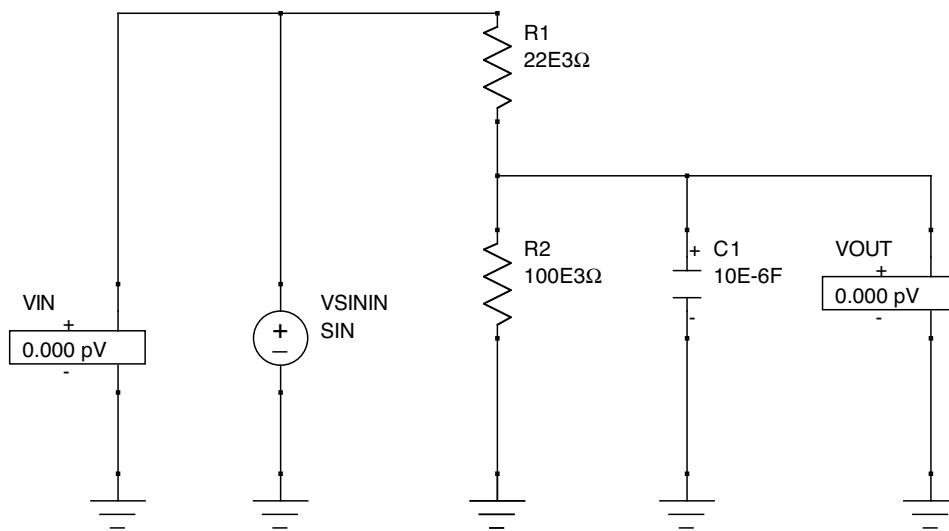 R1
22E3Ω
R2
100E3Ω
+ C1
10E-6F
-
VOUT
+
0.000 pV
-
VIN
+
0.000 pV
-
VSININ
SIN
+
−